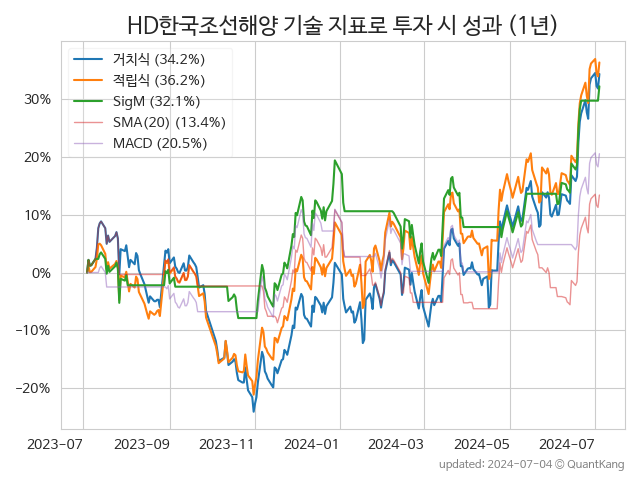 HD한국조선해양 기술 지표로 투자 시 성과 (1년)
거치식 (34.2%)
적립식 (36.2%)
SigM (32.1%)
SMA(20) (13.4%)
MACD (20.5%)
30%
20%
10%
0%
−10%
−20%
2023-07 2023-09 2023-11 2024-01 2024-03 2024-05 2024-07
updated: 2024-07-04 © QuantKang